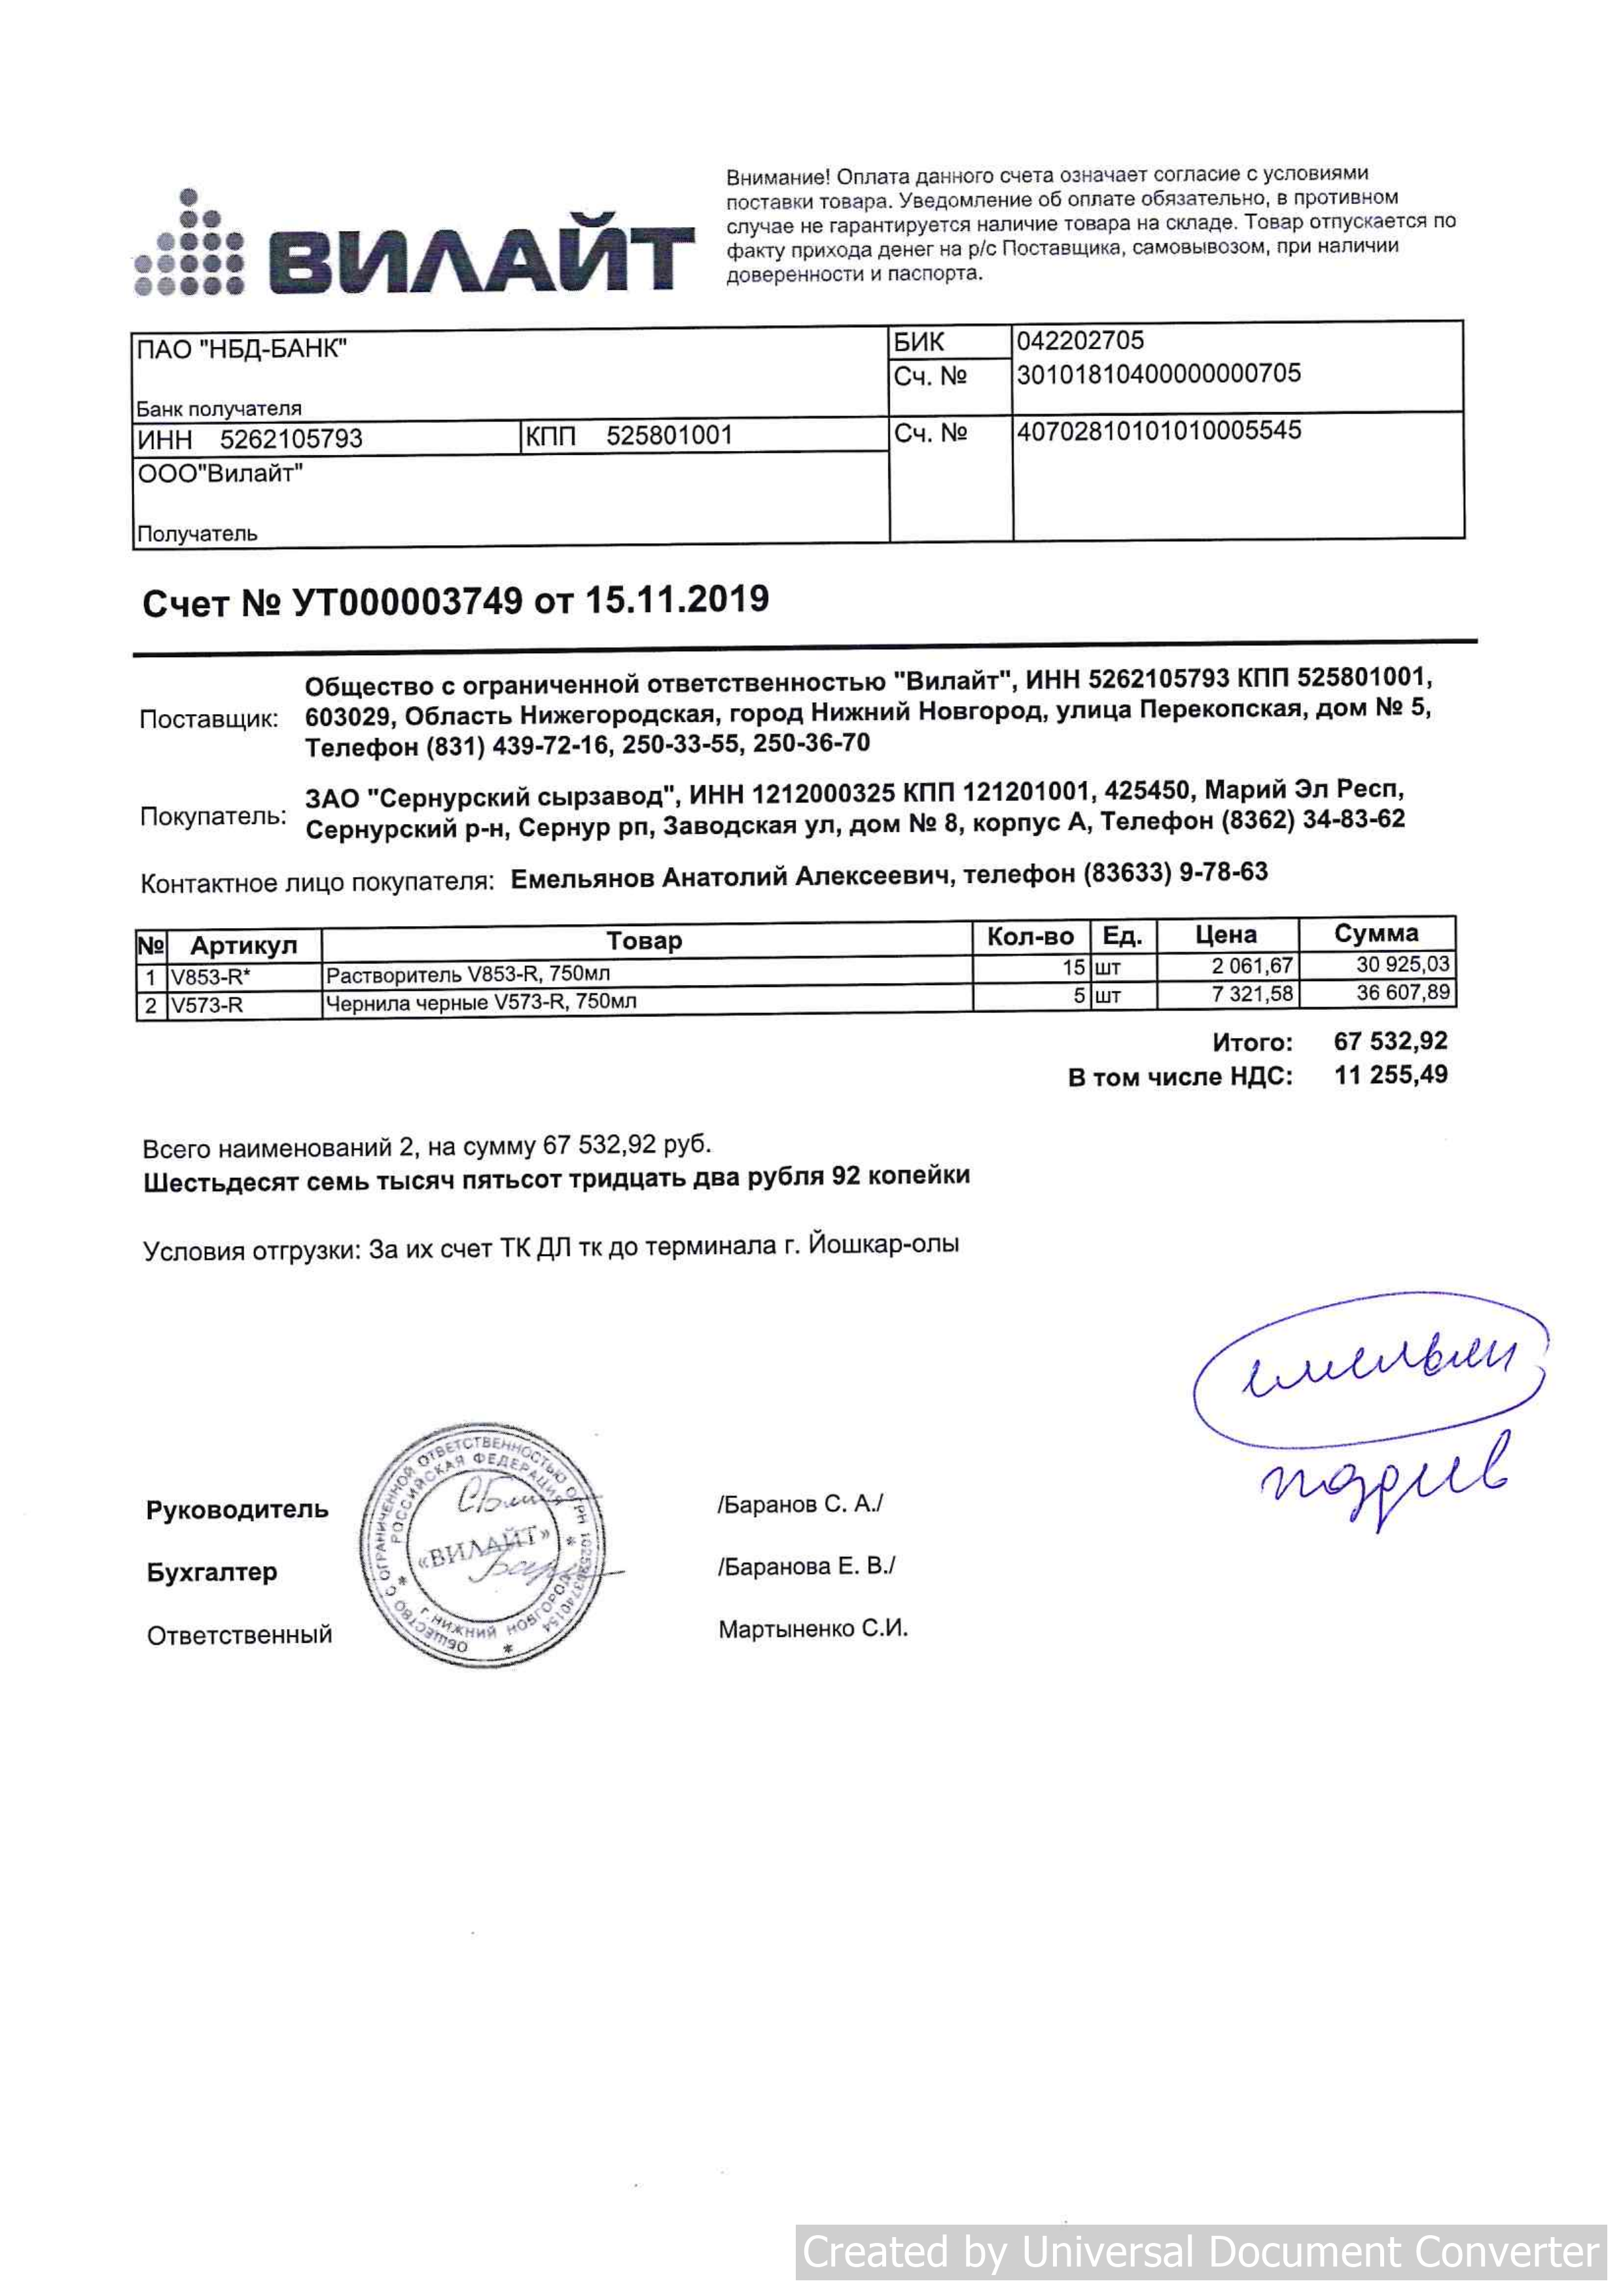 ВИЛАЙТ
Внимание! Оплата данного счета означает согласие с условиями
поставки товара. Уведомление об оплате обязательно, в противном
случае не гарантируется наличие товара на складе. Товар отпускается по
факту прихода денег на р/с Поставщика, самовывозом, при наличии
доверенности и паспорта.
ПАО "НБД-БАНК" БИК 042202705
Сч. № 30101810400000000705
Банк получателя
ИНН 5262105793 КПП 525801001 Сч. № 40702810101010005545
ООО"Вилайт"
Получатель
Счет № УТ000003749 от 15.11.2019
Общество с ограниченной ответственностью "Вилайт", ИНН 5262105793 КПП 525801001,
Поставщик: 603029, Область Нижегородская, город Нижний Новгород, улица Перекопская, дом № 5,
Телефон (831) 439-72-16, 250-33-55, 250-36-70
Покупатель: ЗАО "Сернурский сырзавод", ИНН 1212000325 КПП 121201001, 425450, Марий Эл Респ,
Сернурский р-н, Сернур рп, Заводская ул, дом № 8, корпус А, Телефон (8362) 34-83-62
Контактное лицо покупателя: Емельянов Анатолий Алексеевич, телефон (83633) 9-78-63
№ Артикул Товар Кол-во Ед. Цена Сумма
1 V853-R* Растворитель V853-R, 750мл 15 шт 2 061,67 30 925,03
2 V573-R Чернила черные V573-R, 750мл 5 шт 7 321,58 36 607,89
Итого: 67 532,92
В том числе НДС: 11 255,49
Всего наименований 2, на сумму 67 532,92 руб.
Шестьдесят семь тысяч пятьсот тридцать два рубля 92 копейки
Условия отгрузки: За их счет ТК ДЛ тк до терминала г. Йошкар-олы
Руководитель /Баранов С. А./
Бухгалтер /Баранова Е. В./
Ответственный Мартыненко С.И.
ОБЩЕСТВО С ОГРАНИЧЕННОЙ ОТВЕТСТВЕННОСТЬЮ ОГРН
РОССИЙСКАЯ ФЕДЕРАЦИЯ
«ВИЛАЙТ»
г. НИЖНИЙ НОВГОРОД
Created by Universal Document Converter